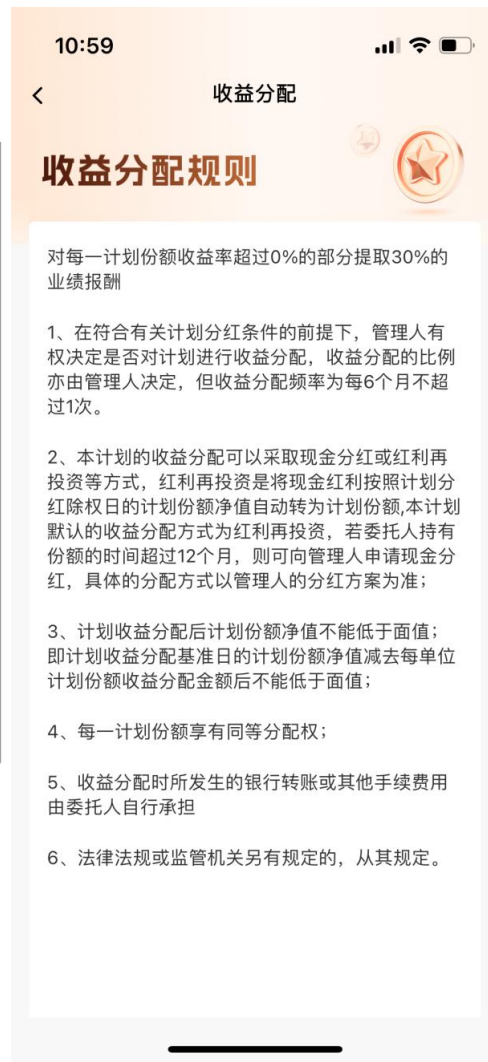 10:59
收益分配
收益分配规则
对每一计划份额收益率超过0%的部分提取30%的
业绩报酬
1、在符合有关计划分红条件的前提下，管理人有
权决定是否对计划进行收益分配，收益分配的比例
亦由管理人决定，但收益分配频率为每6个月不超
过1次。
2、本计划的收益分配可以采取现金分红或红利再
投资等方式，红利再投资是将现金红利按照计划分
红除权日的计划份额净值自动转为计划份额,本计划
默认的收益分配方式为红利再投资，若委托人持有
份额的时间超过12个月，则可向管理人申请现金分
红，具体的分配方式以管理人的分红方案为准；
3、计划收益分配后计划份额净值不能低于面值；
即计划收益分配基准日的计划份额净值减去每单位
计划份额收益分配金额后不能低于面值；
4、每一计划份额享有同等分配权；
5、收益分配时所发生的银行转账或其他手续费用
由委托人自行承担
6、法律法规或监管机关另有规定的，从其规定。